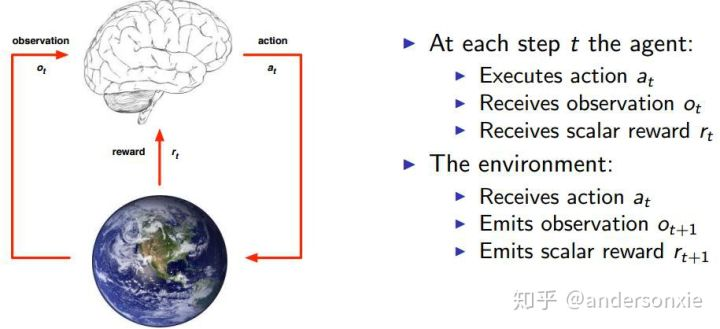 observation
o_t
action
a_t
reward
r_t
► At each step t the agent:
► Executes action a_t
► Receives observation o_t
► Receives scalar reward r_t
► The environment:
► Receives action a_t
► Emits observation o_{t+1}
► Emits scalar reward r_{t+1}
知乎 @andersonxie